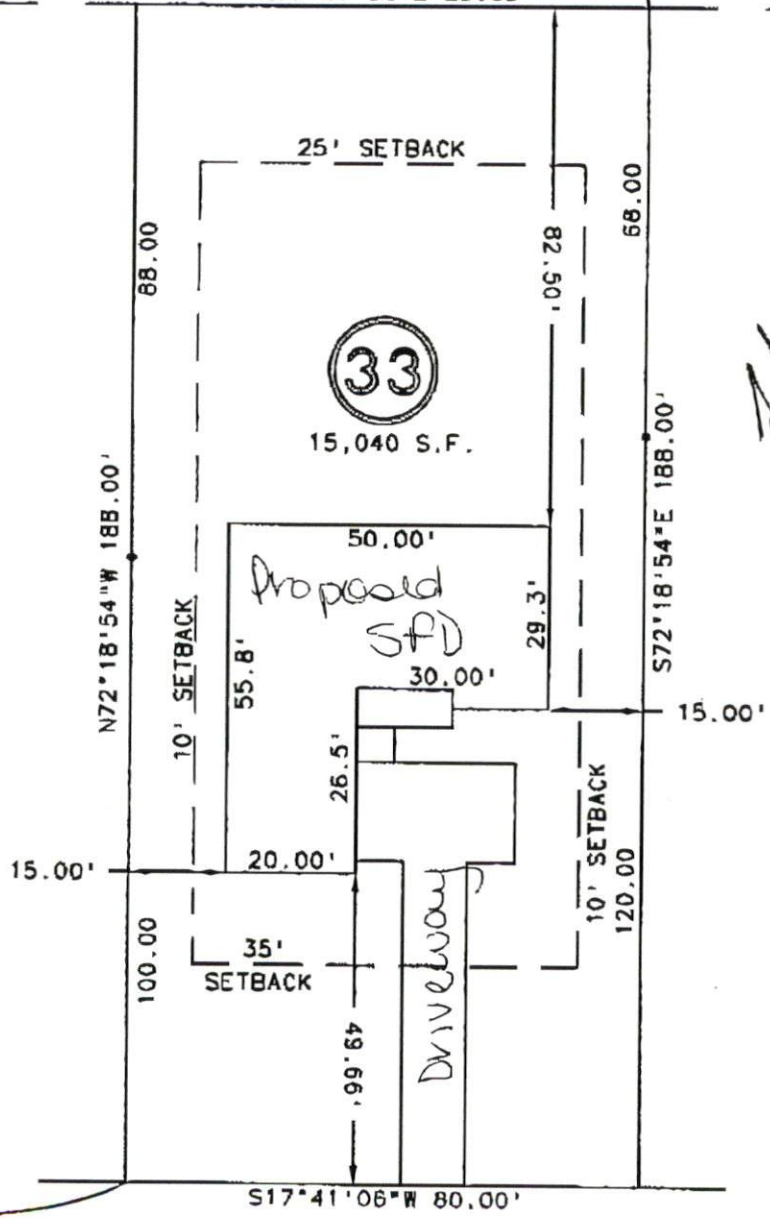 25' SETBACK
88.00
68.00
82.50'
33
15,040 S.F.
N72°18'54"W 188.00'
S72°18'54"E 188.00'
50.00'
Proposed
SFD
29.3'
30.00'
55.8'
10' SETBACK
15.00'
26.5'
15.00'
20.00'
10' SETBACK
120.00
100.00
35'
SETBACK
Driveway
49.66'
S17°41'06"W 80.00'